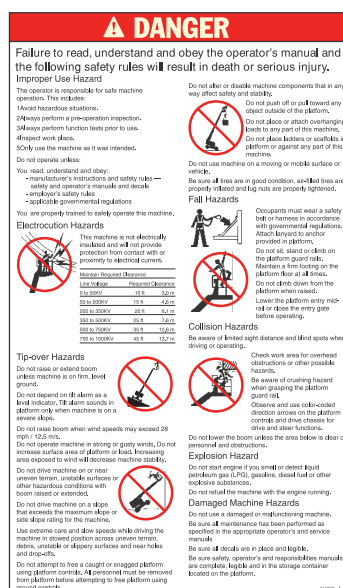 DANGER
Failure to read, understand and obey the operator's manual and
the following safety rules will result in death or serious injury.
Improper Use Hazard
The operator is responsible for safe machine
operation. This includes:
1Avoid hazardous situations.
2Always perform a pre-operation inspection.
3Always perform function tests prior to use.
4Inspect work place.
5Only use the machine as it was intended.
Do not operate unless:
You read, understand and obey:
- manufacturer's instructions and safety rules —
safety and operator's manuals and decals
- employer's safety rules
- applicable governmental regulations
You are properly trained to safely operate this machine.
Electrocution Hazards
This machine is not electrically
insulated and will not provide
protection from contact with or
proximity to electrical current.
Maintain Required Clearance
Line Voltage Required Clearance
0 to 50KV 10 ft 3.0 m
50 to 200KV 15 ft 4.6 m
200 to 350KV 20 ft 6.1 m
350 to 500KV 25 ft 7.6 m
500 to 750KV 35 ft 10.6 m
750 to 1000KV 45 ft 13.7 m
Tip-over Hazards
Do not raise or extend boom
unless machine is on firm, level
ground.
Do not depend on tilt alarm as a
level indicator. Tilt alarm sounds in
platform only when machine is on a
severe slope.
Do not raise boom when wind speeds may exceed 28
mph / 12.5 m/s.
Do not operate machine in strong or gusty winds, Do not
increase surface area of platform or load. Increasing
area exposed to wind will decrease machine stability.
Do not drive machine on or near
uneven terrain, unstable surfaces or
other hazardous conditions with
boom raised or extended.
Do not drive machine on a slope
that exceeds the maximum slope or
side slope rating for the machine.
Use extreme care and slow speeds while driving the
machine in stowed position across uneven terrain,
debris, unstable or slippery surfaces and near holes
and drop-offs.
Do not attempt to free a caught or snagged platform
using platform controls. All personnel must be removed
from platform before attempting to free platform using
ground controls.
Do not alter or disable machine components that in any
way affect safety and stability.
Do not push off or pull toward any
object outside of the platform.
Do not place or attach overhanging
loads to any part of this machine.
Do not place ladders or scaffolds in
platform or against any part of this
machine.
Do not use machine on a moving or mobile surface or
vehicle.
Be sure all tires are in good condition, air-filled tires are
properly inflated and lug nuts are properly tightened.
Fall Hazards
Occupants must wear a safety
belt or harness in accordance
with governmental regulations.
Attach lanyard to anchor
provided in platform.
Do not sit, stand or climb on
the platform guard rails.
Maintain a firm footing on the
platform floor at all times.
Do not climb down from the
platform when raised.
Lower the platform entry mid-
rail or close the entry gate
before operating.
Collision Hazards
Be aware of limited sight distance and blind spots when
driving or operating.
Check work area for overhead
obstructions or other possible
hazards.
Be aware of crushing hazard
when grasping the platform
guard rail.
Observe and use color-coded
direction arrows on the platform
controls and drive chassis for
drive and steer functions.
Do not lower the boom unless the area below is clear of
personnel and obstructions.
Explosion Hazard
Do not start engine if you smell or detect liquid
petroleum gas (LPG), gasoline, diesel fuel or other
explosive substances.
Do not refuel the machine with the engine running.
Damaged Machine Hazards
Do not use a damaged or malfunctioning machine.
Be sure all maintenance has been performed as
specified in the appropriate operator's and service
manuals
Be sure all decals are in place and legible.
Be sure safety, operator's and responsibilities manuals
are complete, legible and in the storage container
located on the platform.